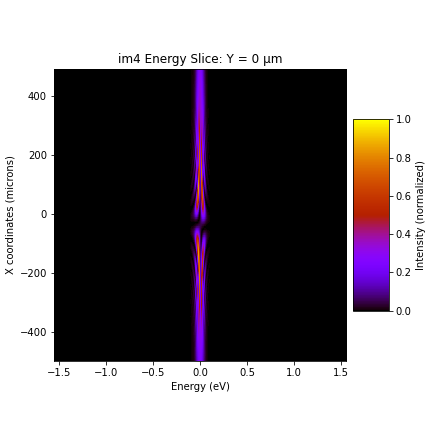 im4 Energy Slice: Y = 0 μm
400
200
0
−200
−400
X coordinates (microns)
−1.5 −1.0 −0.5 0.0 0.5 1.0 1.5
Energy (eV)
1.0
0.8
0.6
0.4
0.2
0.0
Intensity (normalized)